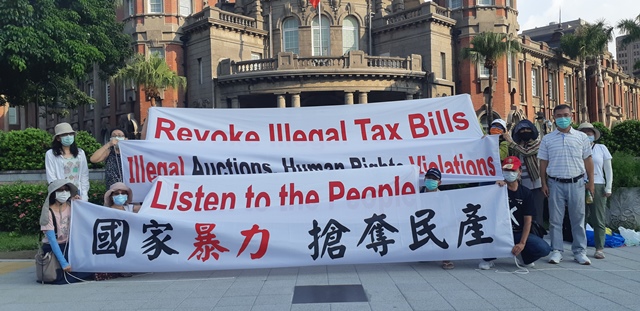 Revoke Illegal Tax Bills
Illegal Auctions, Human Rights Violations
Listen to the People
國家暴力 搶奪民產